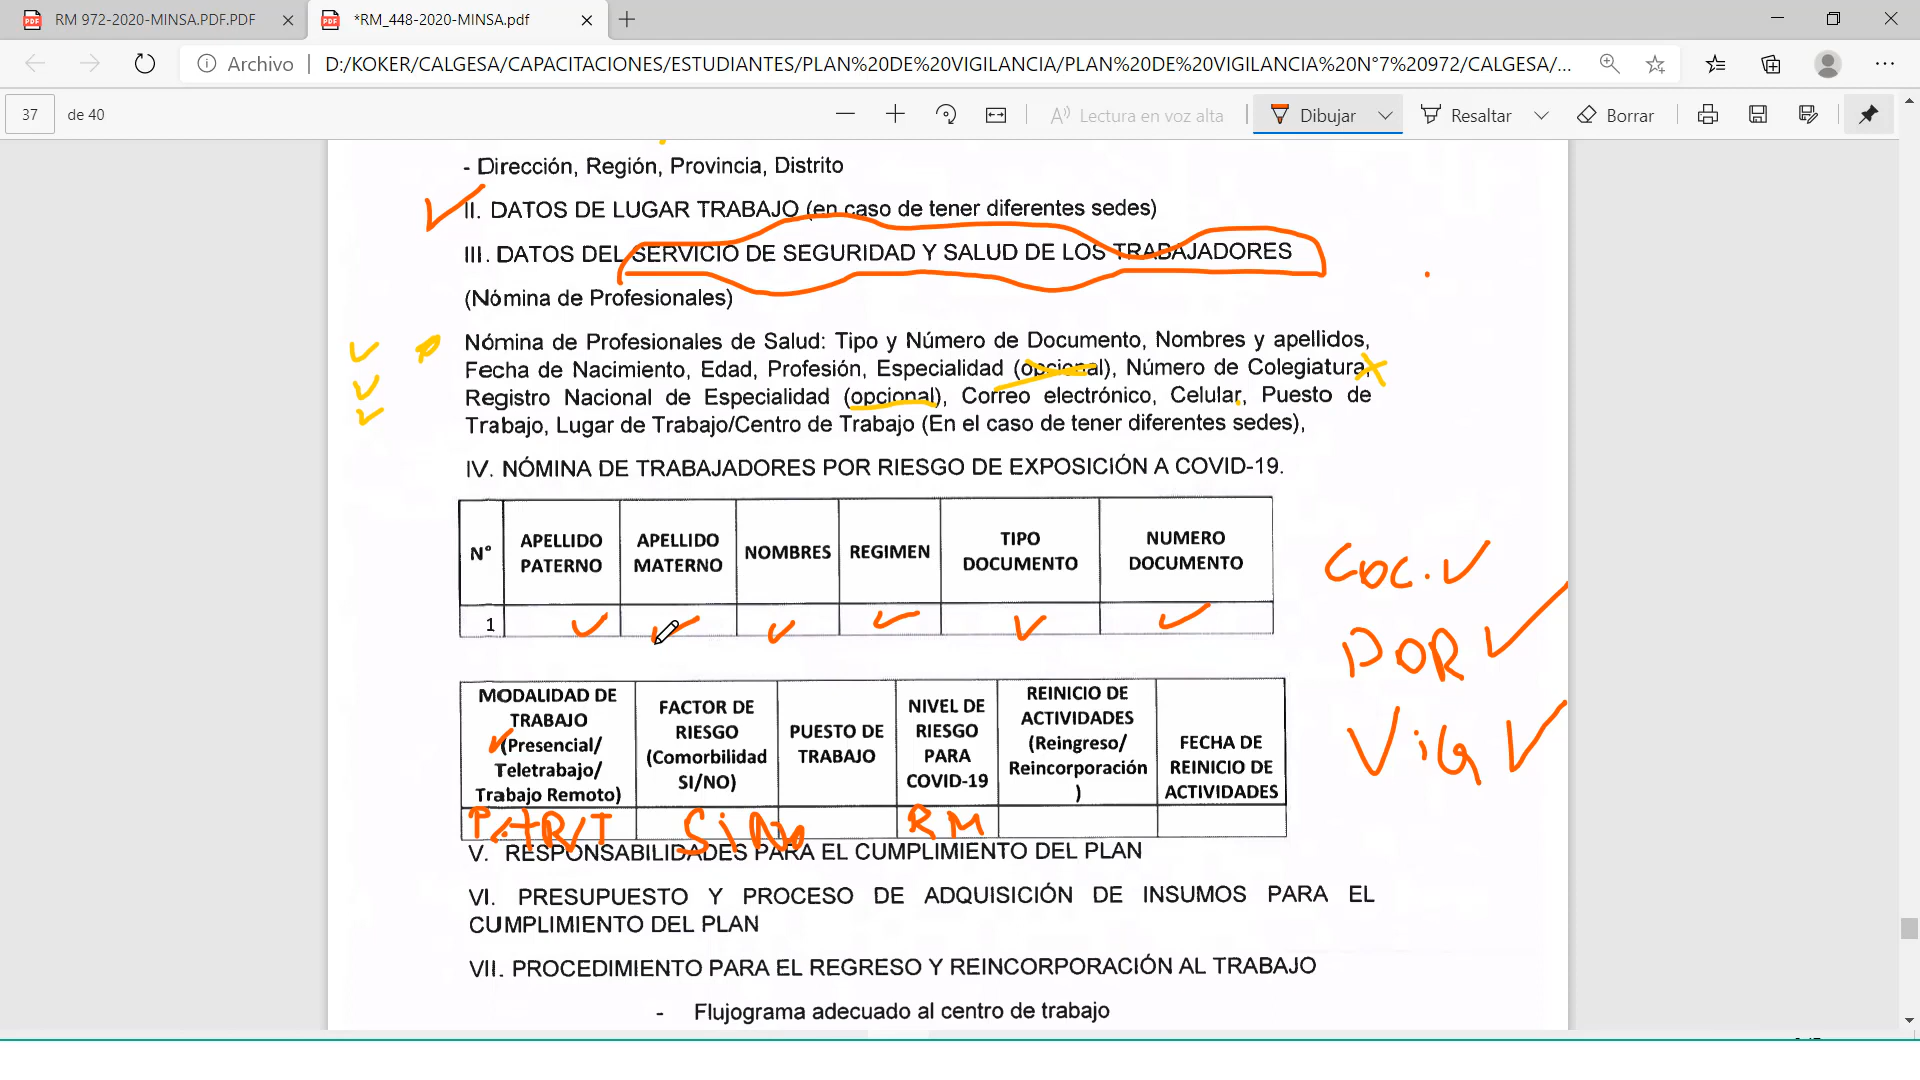 RM 972-2020-MINSA.PDF.PDF
*RM_448-2020-MINSA.pdf
Archivo
D:/KOKER/CALGESA/CAPACITACIONES/ESTUDIANTES/PLAN%20DE%20VIGILANCIA/PLAN%20DE%20VIGILANCIA%20N°7%20972/CALGESA/...
37 de 40
Lectura en voz alta
Dibujar
Resaltar
Borrar
- Dirección, Región, Provincia, Distrito
II. DATOS DE LUGAR TRABAJO (en caso de tener diferentes sedes)
III. DATOS DEL SERVICIO DE SEGURIDAD Y SALUD DE LOS TRABAJADORES
(Nómina de Profesionales)
Nómina de Profesionales de Salud: Tipo y Número de Documento, Nombres y apellidos,
Fecha de Nacimiento, Edad, Profesión, Especialidad (opcional), Número de Colegiatura,
Registro Nacional de Especialidad (opcional), Correo electrónico, Celular, Puesto de
Trabajo, Lugar de Trabajo/Centro de Trabajo (En el caso de tener diferentes sedes),
IV. NÓMINA DE TRABAJADORES POR RIESGO DE EXPOSICIÓN A COVID-19.
N°
APELLIDO
PATERNO
APELLIDO
MATERNO
NOMBRES
REGIMEN
TIPO
DOCUMENTO
NUMERO
DOCUMENTO
1
COC.
DOR
ViG
MODALIDAD DE
TRABAJO
(Presencial/
Teletrabajo/
Trabajo Remoto)
FACTOR DE
RIESGO
(Comorbilidad
SI/NO)
PUESTO DE
TRABAJO
NIVEL DE
RIESGO
PARA
COVID-19
REINICIO DE
ACTIVIDADES
(Reingreso/
Reincorporación
)
FECHA DE
REINICIO DE
ACTIVIDADES
Si No
RM
V. RESPONSABILIDADES PARA EL CUMPLIMIENTO DEL PLAN
VI. PRESUPUESTO Y PROCESO DE ADQUISICIÓN DE INSUMOS PARA EL
CUMPLIMIENTO DEL PLAN
VII. PROCEDIMIENTO PARA EL REGRESO Y REINCORPORACIÓN AL TRABAJO
- Flujograma adecuado al centro de trabajo